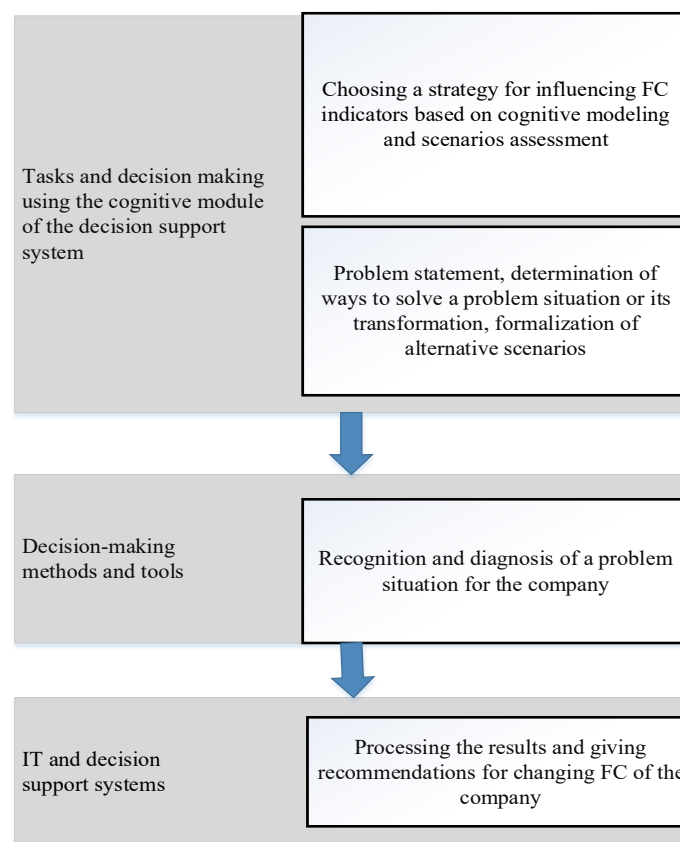 Choosing a strategy for influencing FC
indicators based on cognitive modeling
and scenarios assessment
Tasks and decision making
using the cognitive module
of the decision support
system
Problem statement, determination of
ways to solve a problem situation or its
transformation, formalization of
alternative scenarios
Decision-making
methods and tools
Recognition and diagnosis of a problem
situation for the company
IT and decision
support systems
Processing the results and giving
recommendations for changing FC of the
company